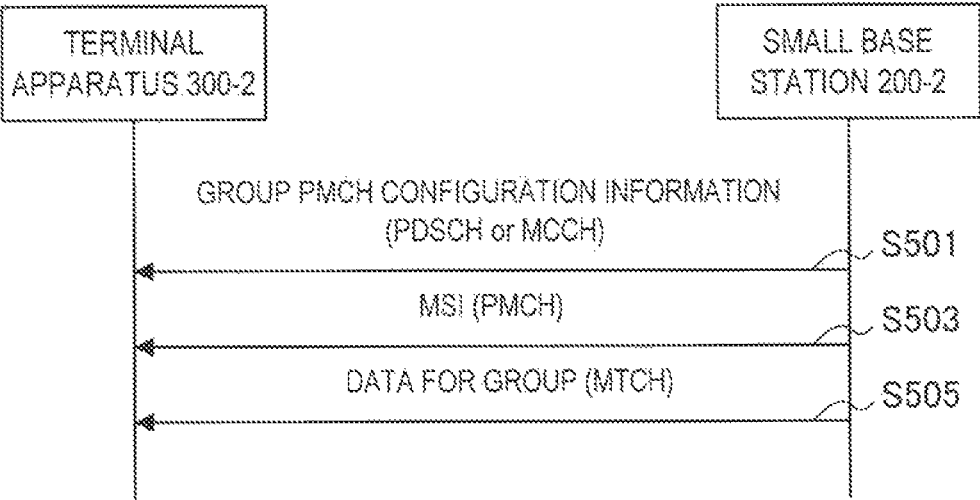 TERMINAL
APPARATUS 300-2
SMALL BASE
STATION 200-2
GROUP PMCH CONFIGURATION INFORMATION
(PDSCH or MCCH)
S501
MSI (PMCH)
S503
DATA FOR GROUP (MTCH)
S505